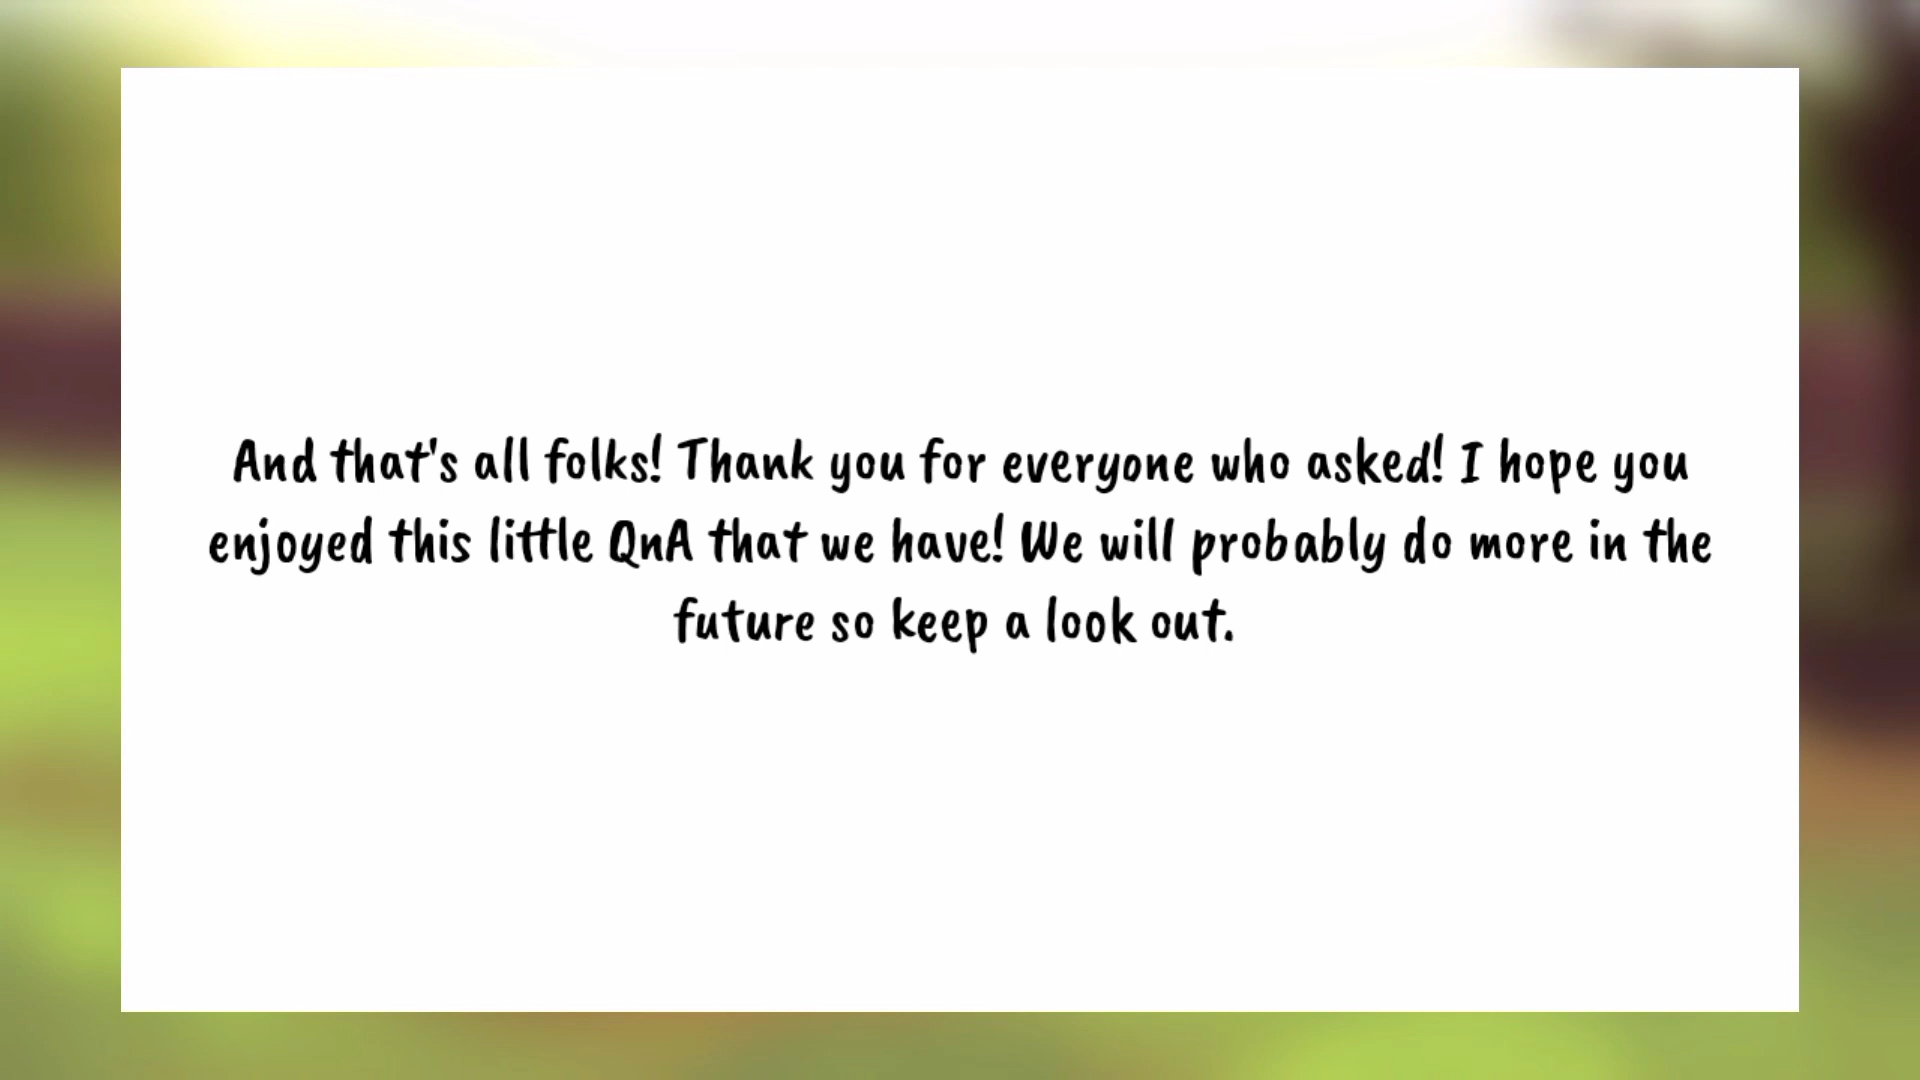 And that's all folks! Thank you for everyone who asked! I hope you
enjoyed this little QnA that we have! We will probably do more in the
future so keep a look out.